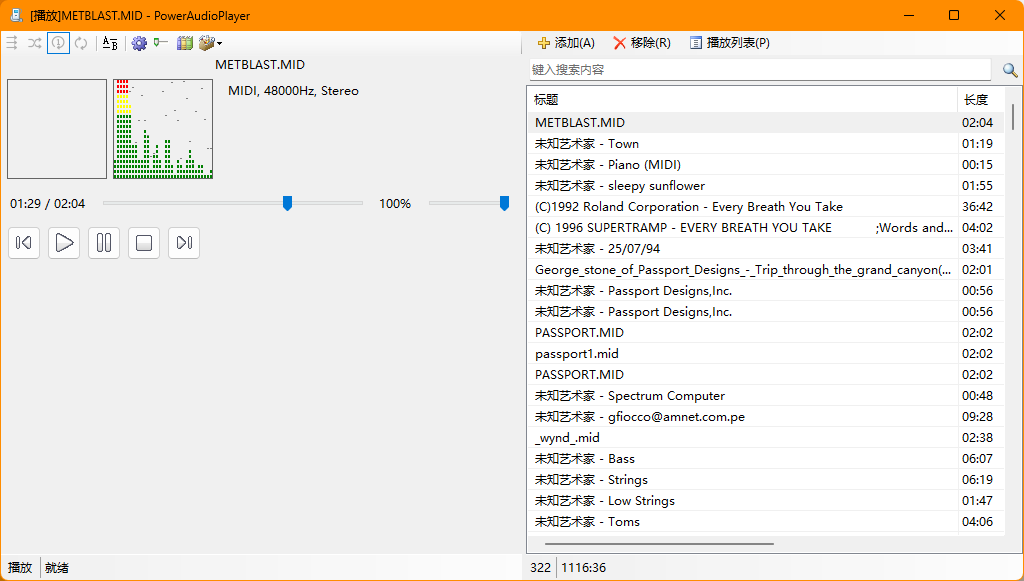 [播放]METBLAST.MID - PowerAudioPlayer
A-B
添加(A) 移除(R) 播放列表(P)
METBLAST.MID
MIDI, 48000Hz, Stereo
01:29 / 02:04 100%
键入搜索内容
标题 长度
METBLAST.MID 02:04
未知艺术家 - Town 01:19
未知艺术家 - Piano (MIDI) 00:15
未知艺术家 - sleepy sunflower 01:55
(C)1992 Roland Corporation - Every Breath You Take 36:42
(C) 1996 SUPERTRAMP - EVERY BREATH YOU TAKE ;Words and... 04:02
未知艺术家 - 25/07/94 03:41
George_stone_of_Passport_Designs_-_Trip_through_the_grand_canyon(... 02:01
未知艺术家 - Passport Designs,Inc. 00:56
未知艺术家 - Passport Designs,Inc. 00:56
PASSPORT.MID 02:02
passport1.mid 02:02
PASSPORT.MID 02:02
未知艺术家 - Spectrum Computer 00:48
未知艺术家 - gfiocco@amnet.com.pe 09:28
_wynd_.mid 02:38
未知艺术家 - Bass 06:07
未知艺术家 - Strings 06:19
未知艺术家 - Low Strings 01:47
未知艺术家 - Toms 04:06
播放 就绪
322 1116:36